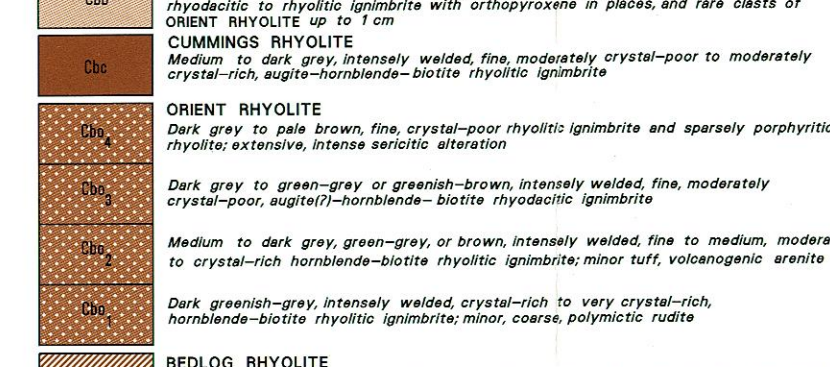 rhyodacitic to rhyolitic ignimbrite with orthopyroxene in places, and rare clasts of
ORIENT RHYOLITE up to 1 cm
Cbc
CUMMINGS RHYOLITE
Medium to dark grey, intensely welded, fine, moderately crystal-poor to moderately
crystal-rich, augite-hornblende-biotite rhyolitic ignimbrite
ORIENT RHYOLITE
Cbo4
Dark grey to pale brown, fine, crystal-poor rhyolitic ignimbrite and sparsely porphyritic
rhyolite; extensive, intense sericitic alteration
Cbo3
Dark grey to green-grey or greenish-brown, intensely welded, fine, moderately
crystal-poor, augite(?)-hornblende- biotite rhyodacitic ignimbrite
Cbo2
Medium to dark grey, green-grey, or brown, intensely welded, fine to medium, modera
to crystal-rich hornblende-biotite rhyolitic ignimbrite; minor tuff, volcanogenic arenite
Cbo1
Dark greenish-grey, intensely welded, crystal-rich to very crystal-rich,
hornblende-biotite rhyolitic ignimbrite; minor, coarse, polymictic rudite
BEDLOG RHYOLITE